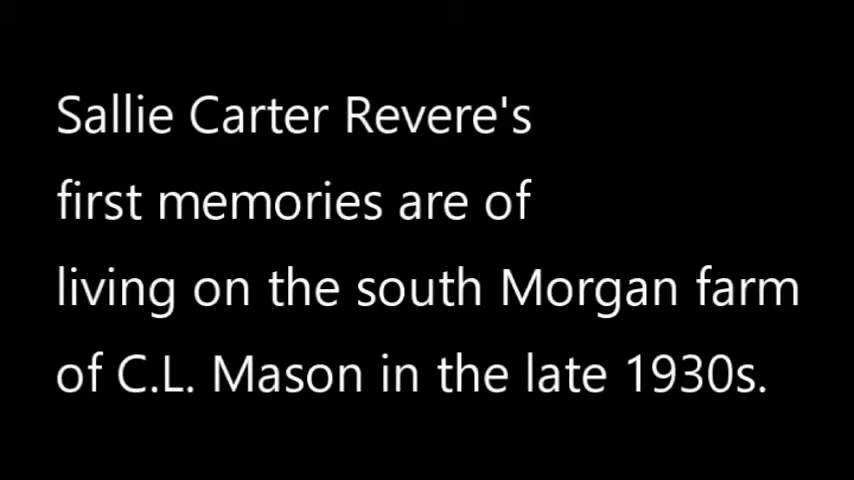 Sallie Carter Revere's
first memories are of
living on the south Morgan farm
of C.L. Mason in the late 1930s.